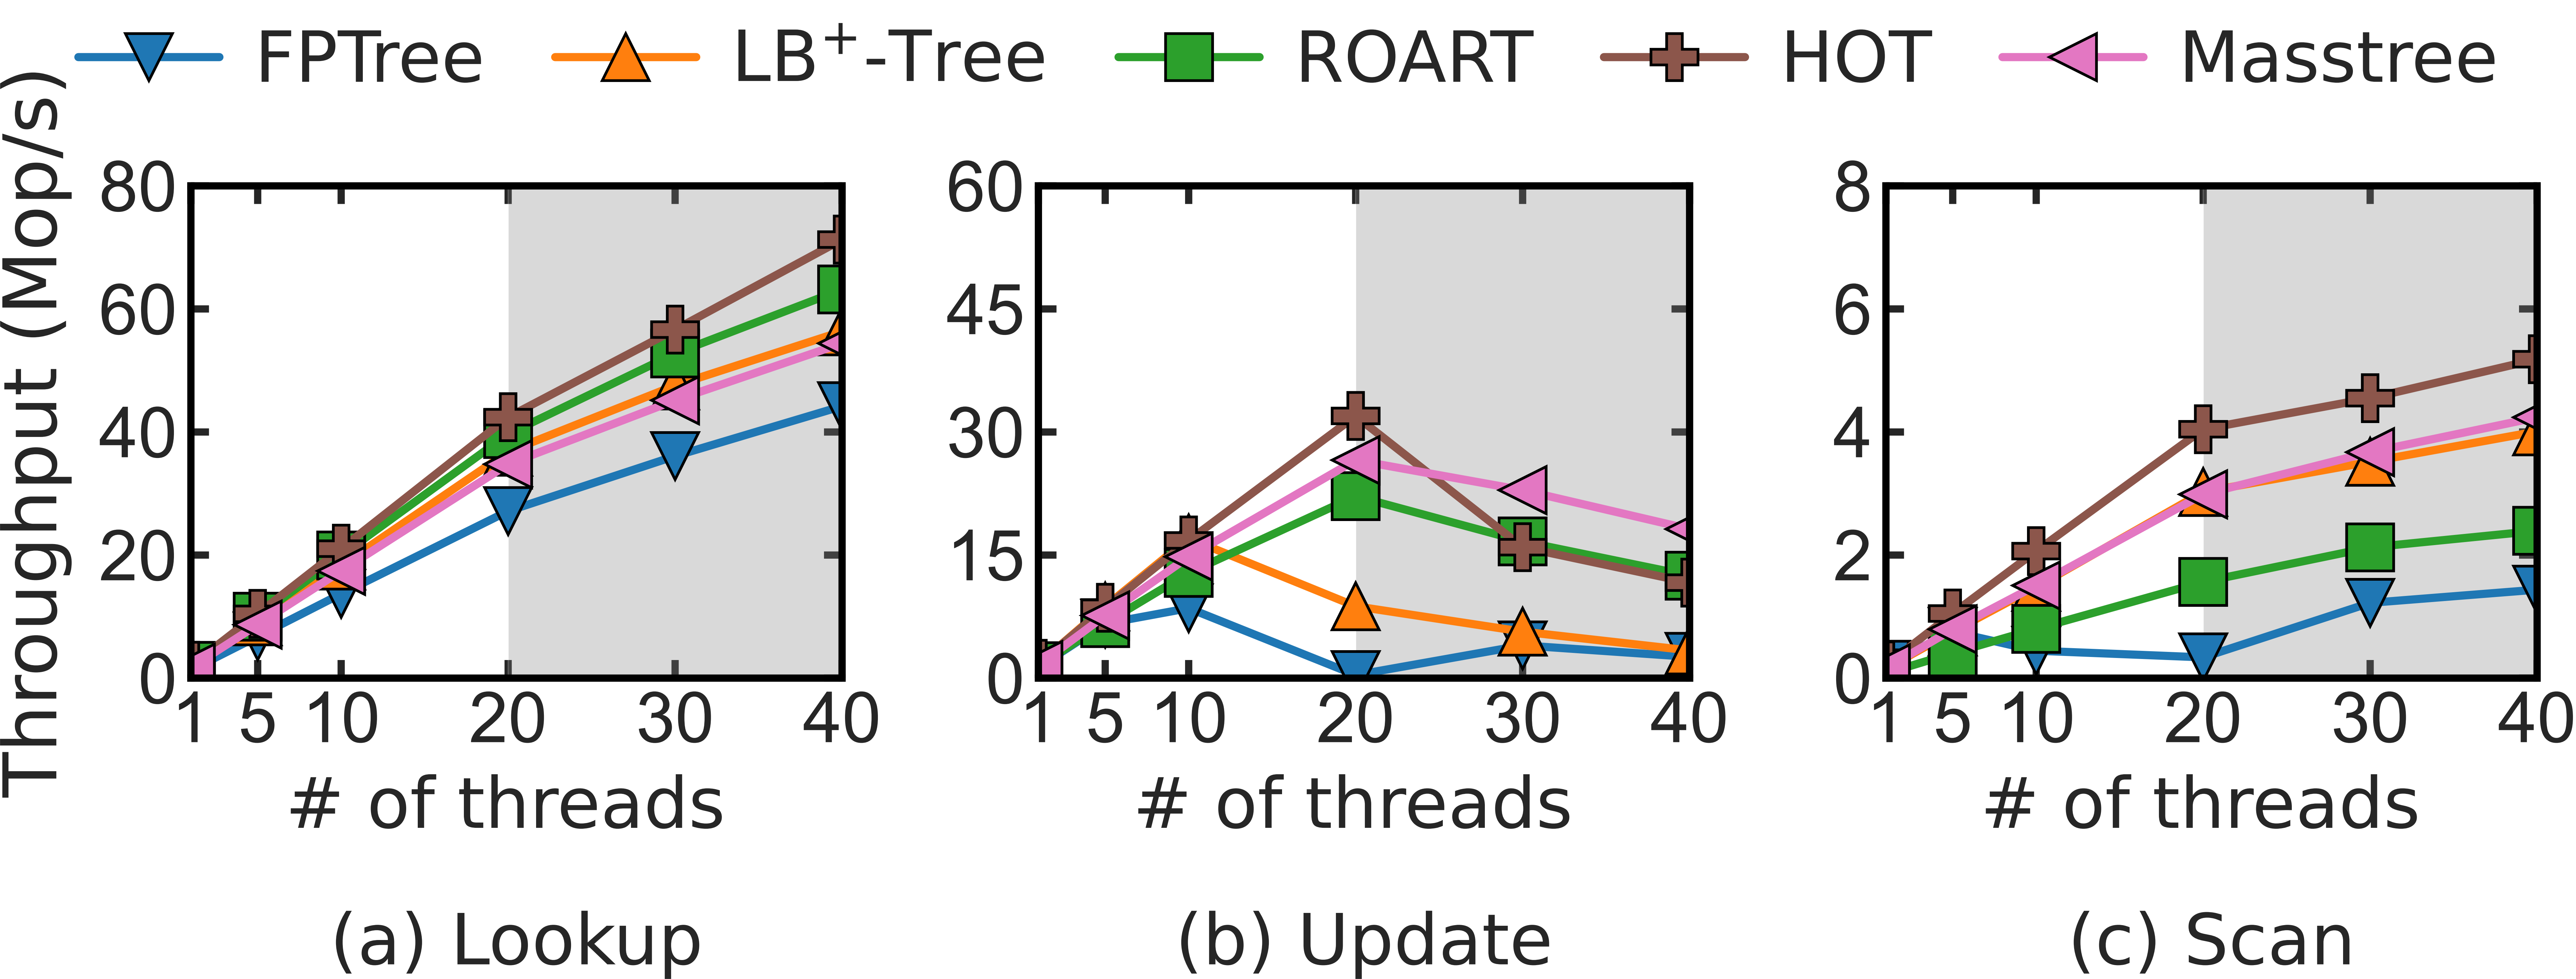 FPTree LB+-Tree ROART HOT Masstree
Throughput (Mop/s)
80
60
40
20
0
1 5 10 20 30 40
# of threads
(a) Lookup
60
45
30
15
0
1 5 10 20 30 40
# of threads
(b) Update
8
6
4
2
0
1 5 10 20 30 40
# of threads
(c) Scan